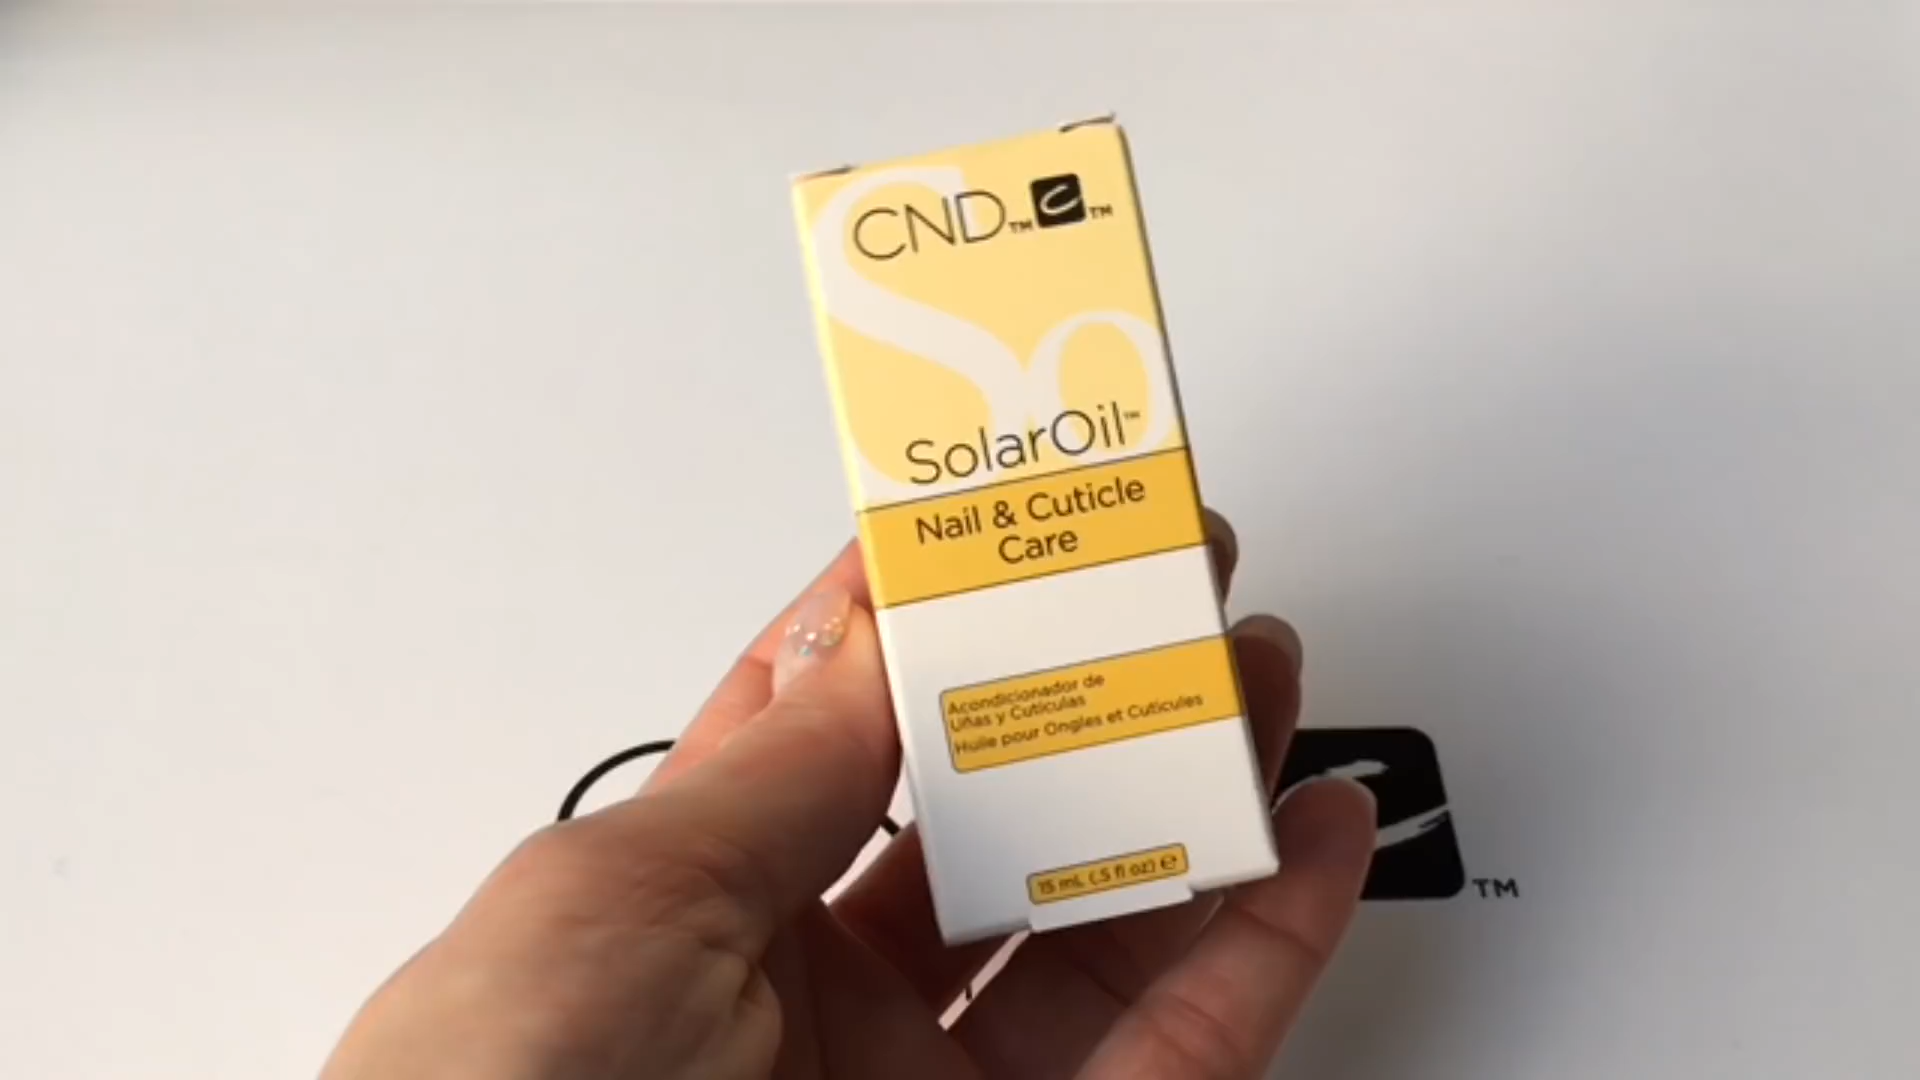 CND™ ™
So
SolarOil™
Nail & Cuticle
Care
Acondicionador de
Uñas y Cutículas
Huile pour Ongles et Cuticules
15 mL (.5 fl oz) ℮
TM